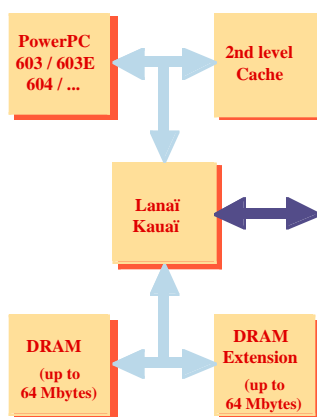 PowerPC
603 / 603E
604 / ...
2nd level
Cache
Lanaï
Kauaï
DRAM
(up to
64 Mbytes)
DRAM
Extension
(up to
64 Mbytes)